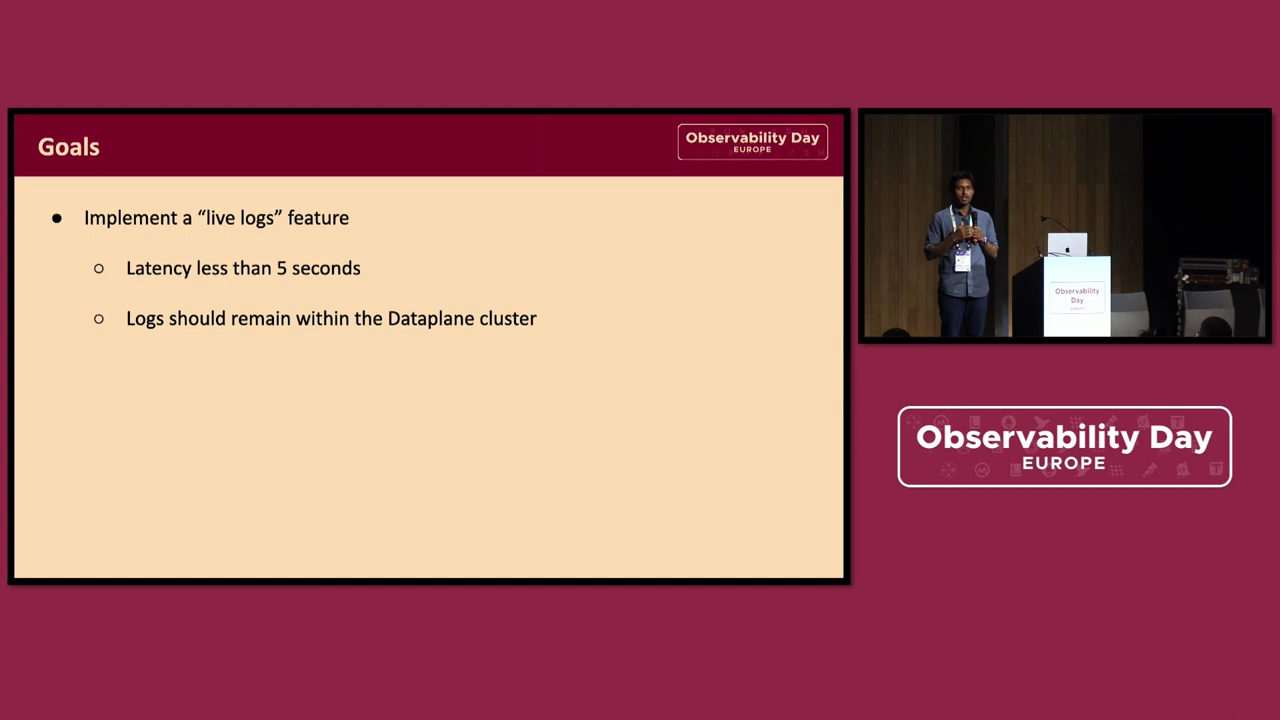 Goals
Observability Day
EUROPE
● Implement a “live logs” feature
○ Latency less than 5 seconds
○ Logs should remain within the Dataplane cluster
Observability
Day
Observability Day
EUROPE